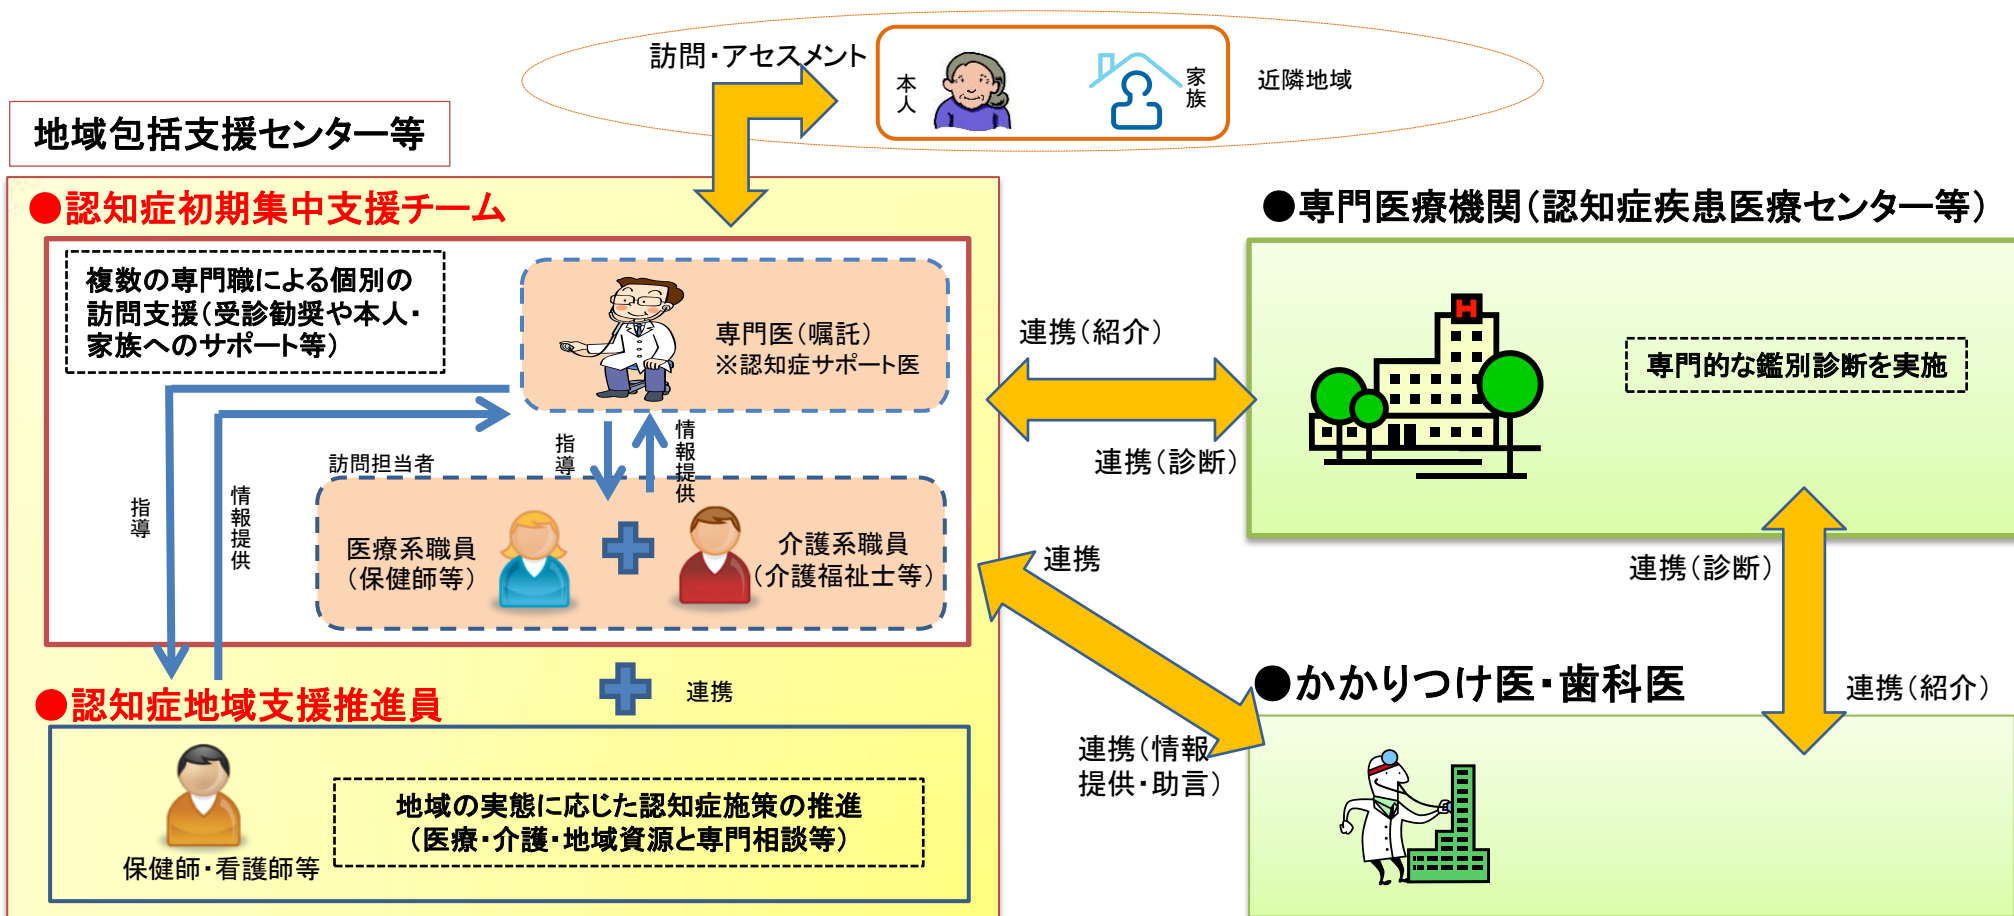 訪問・アセスメント
本人
家族
近隣地域
地域包括支援センター等
●認知症初期集中支援チーム
複数の専門職による個別の
訪問支援(受診勧奨や本人・
家族へのサポート等)
専門医(嘱託)
※認知症サポート医
指導
情報提供
訪問担当者
指導
情報提供
医療系職員
(保健師等)
介護系職員
(介護福祉士等)
連携
●認知症地域支援推進員
保健師・看護師等
地域の実態に応じた認知症施策の推進
(医療・介護・地域資源と専門相談等)
連携(紹介)
連携(診断)
連携
連携(情報
提供・助言)
●専門医療機関(認知症疾患医療センター等)
H
専門的な鑑別診断を実施
連携(診断)
連携(紹介)
●かかりつけ医・歯科医